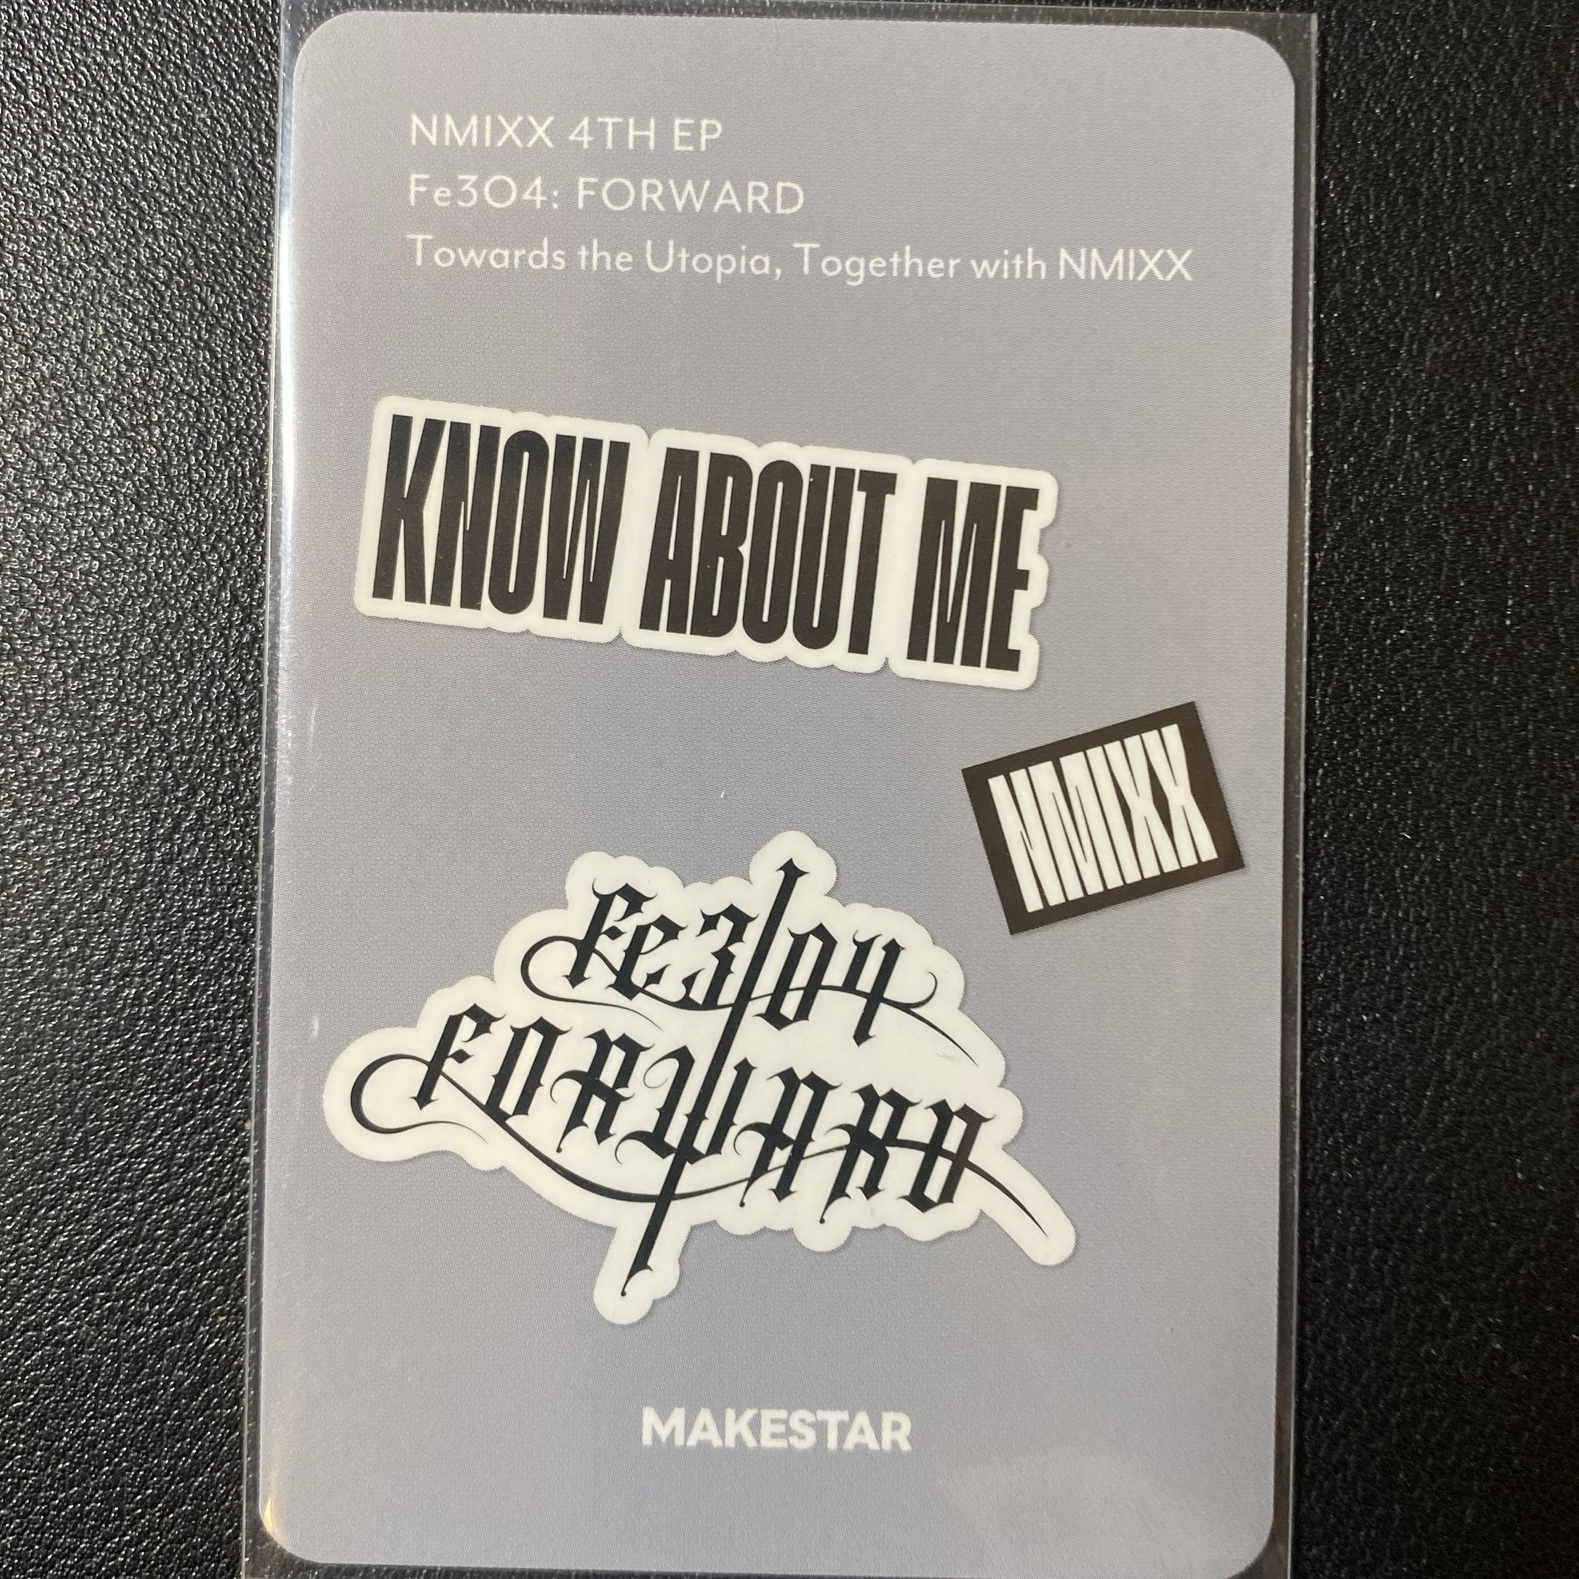 NMIXX 4TH EP
Fe3O4: FORWARD
Towards the Utopia, Together with NMIXX
KNOW ABOUT ME
NMIXX
Fe3O4
FORWARD
MAKESTAR